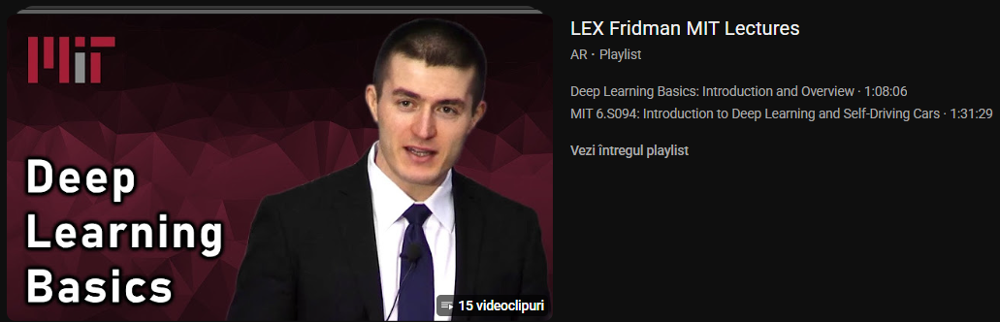 MIT
Deep
Learning
Basics
15 videoclipuri
LEX Fridman MIT Lectures
AR · Playlist
Deep Learning Basics: Introduction and Overview · 1:08:06
MIT 6.S094: Introduction to Deep Learning and Self-Driving Cars · 1:31:29
Vezi întregul playlist